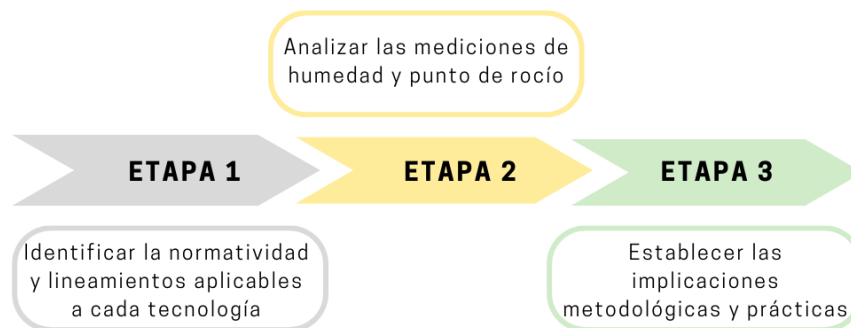 Analizar las mediciones de
humedad y punto de rocío
ETAPA 1
ETAPA 2
ETAPA 3
Identificar la normatividad
y lineamientos aplicables
a cada tecnología
Establecer las
implicaciones
metodológicas y prácticas